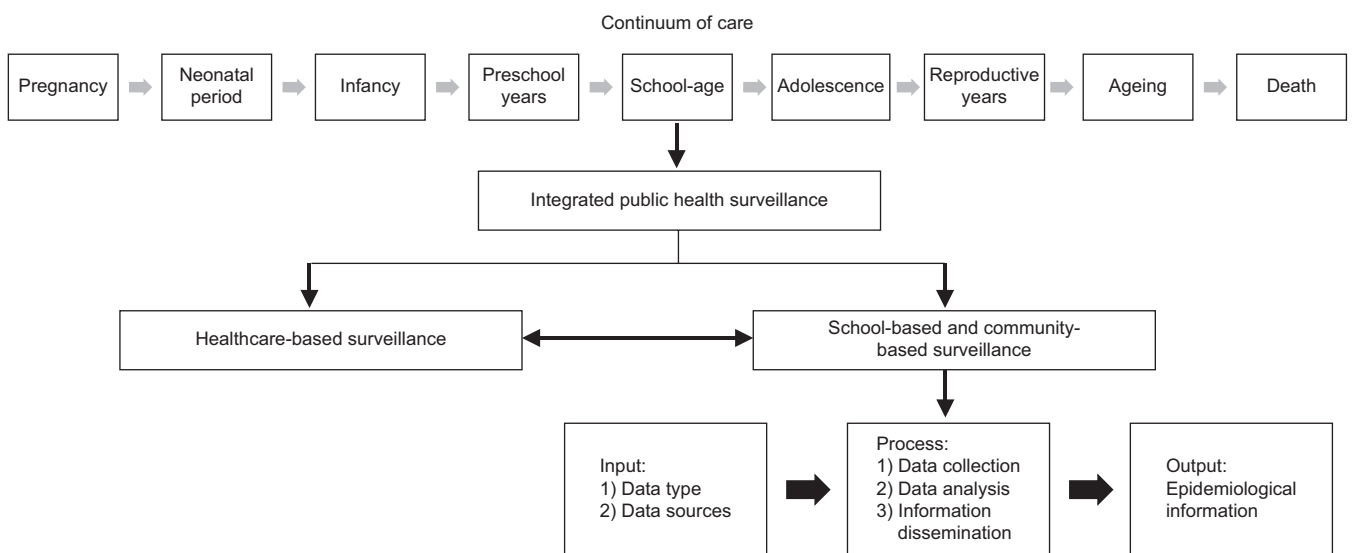 Continuum of care
Pregnancy
Neonatal
period
Infancy
Preschool
years
School-age
Adolescence
Reproductive
years
Ageing
Death
Integrated public health surveillance
Healthcare-based surveillance
School-based and community-
based surveillance
Input:
1) Data type
2) Data sources
Process:
1) Data collection
2) Data analysis
3) Information
dissemination
Output:
Epidemiological
information